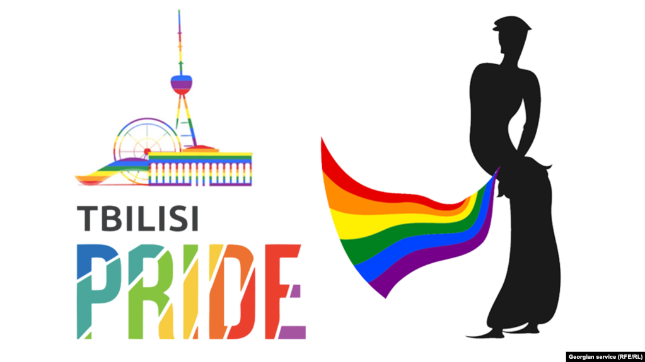 TBILISI
PRIDE
Georgian service (RFE/RL)